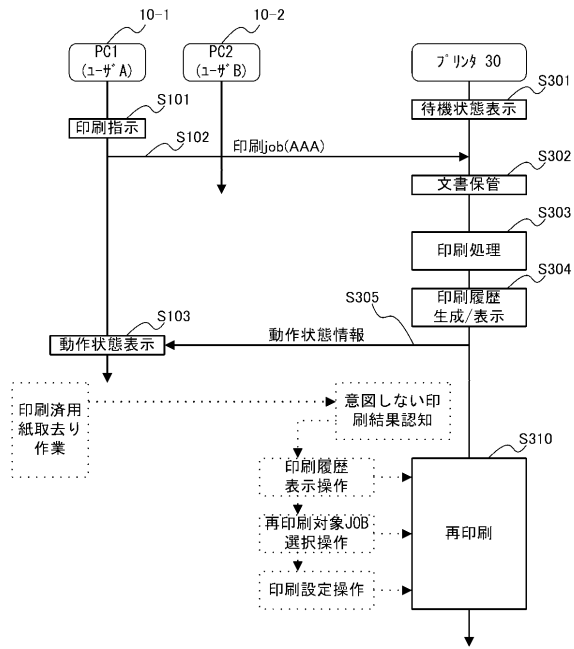 10-1
10-2
PC1
(ﾕｰｻﾞA)
PC2
(ﾕｰｻﾞB)
ﾌﾟﾘﾝﾀ 30
S301
待機状態表示
S101
印刷指示
S102
印刷job(AAA)
S302
文書保管
S303
印刷処理
S304
印刷履歴
生成/表示
S305
S103
動作状態情報
動作状態表示
印刷済用
紙取去り
作業
意図しない印
刷結果認知
S310
印刷履歴
表示操作
再印刷対象JOB
選択操作
再印刷
印刷設定操作